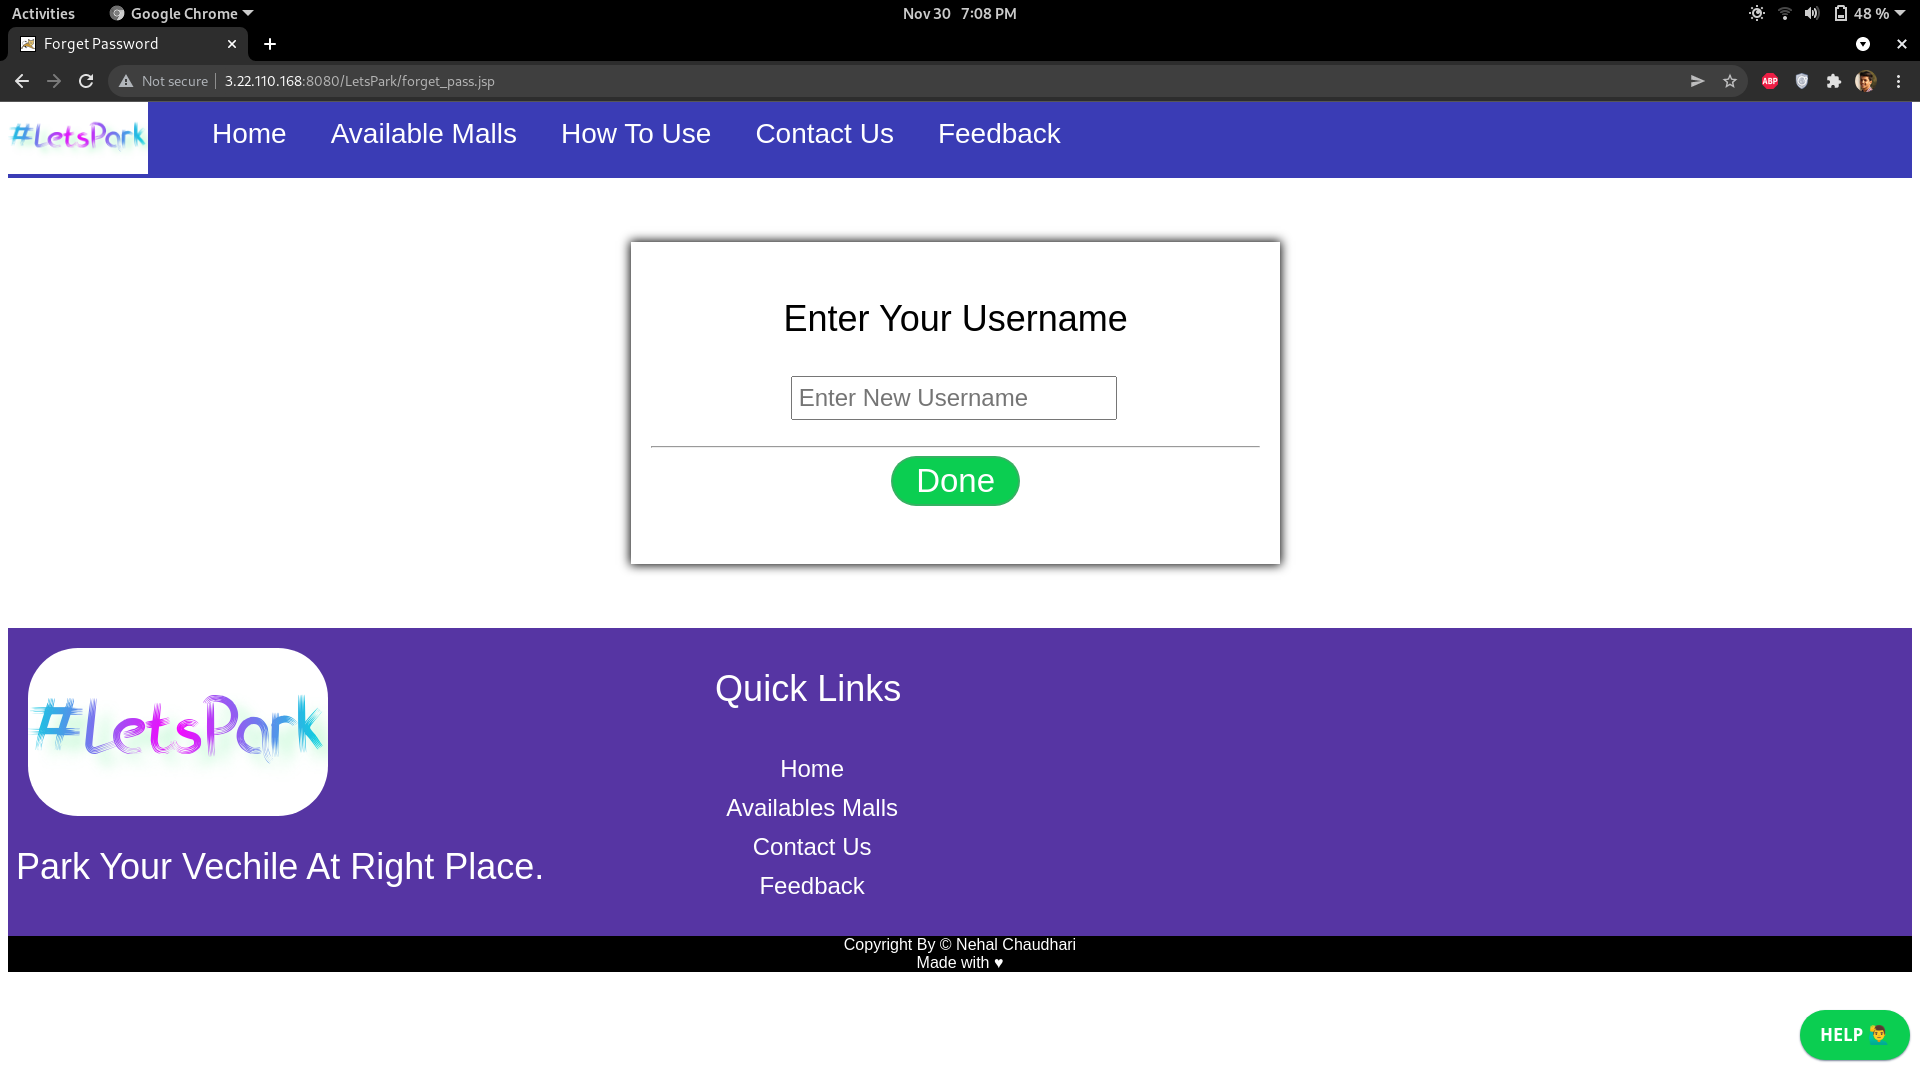 Activities Google Chrome Nov 30 7:08 PM 48 %
Forget Password
Not secure 3.22.110.168:8080/LetsPark/forget_pass.jsp ABP
#LetsPark Home Available Malls How To Use Contact Us Feedback
Enter Your Username
Enter New Username
Done
#LetsPark
Park Your Vechile At Right Place.
Quick Links
Home
Availables Malls
Contact Us
Feedback
Copyright By © Nehal Chaudhari
Made with ♥
HELP 🙋‍♂️